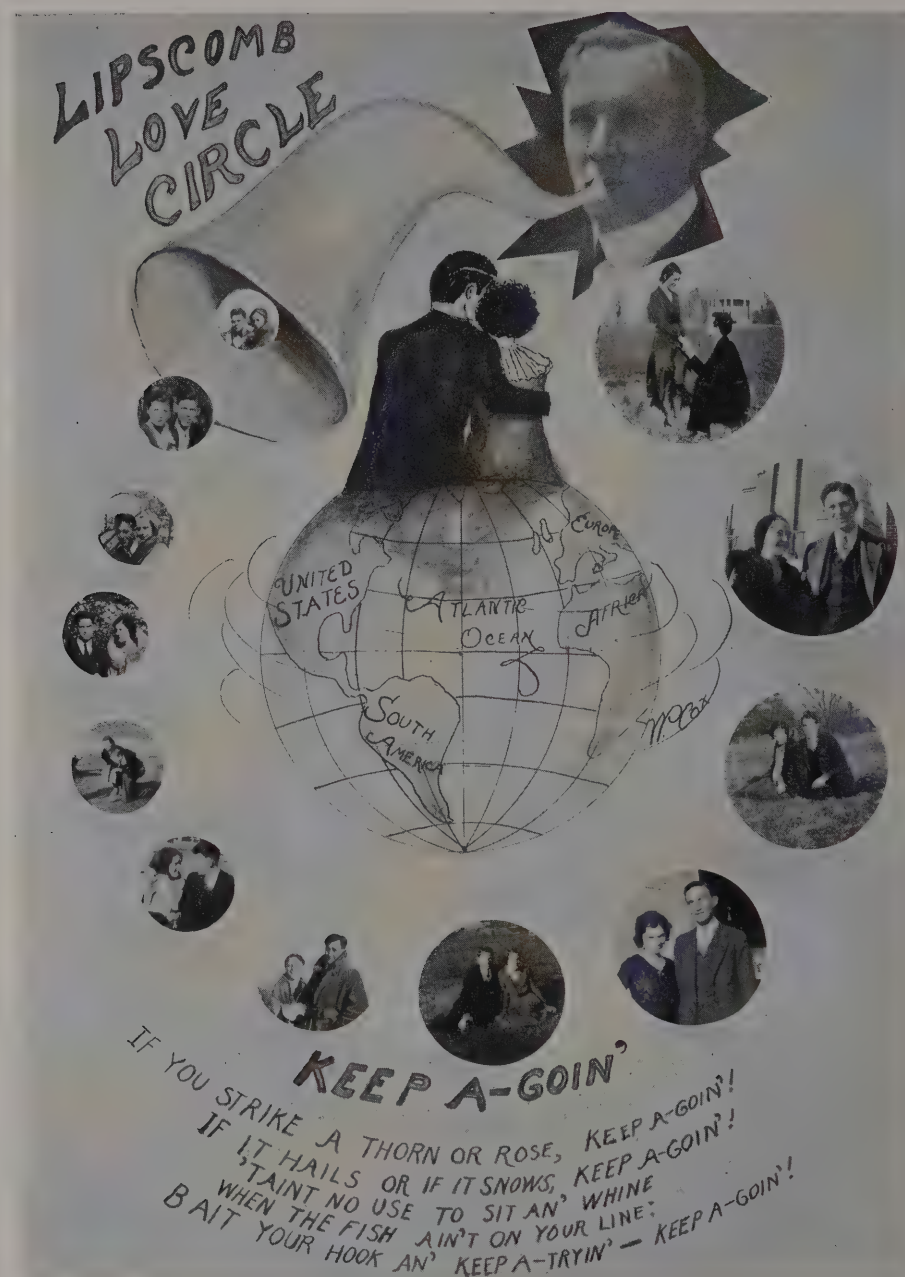 LIPSCOMB
LOVE
CIRCLE
EUROPE
UNITED
STATES
ATLANTIC
OCEAN
AFRICA
SOUTH
AMERICA
KEEP A-GOIN'
IF YOU STRIKE A THORN OR ROSE, KEEP A-GOIN'!
IF IT HAILS OR IF IT SNOWS, KEEP A-GOIN'!
'TAINT NO USE TO SIT AN' WHINE
WHEN THE FISH AIN'T ON YOUR LINE;
BAIT YOUR HOOK AN' KEEP A-TRYIN' — KEEP A-GOIN'!